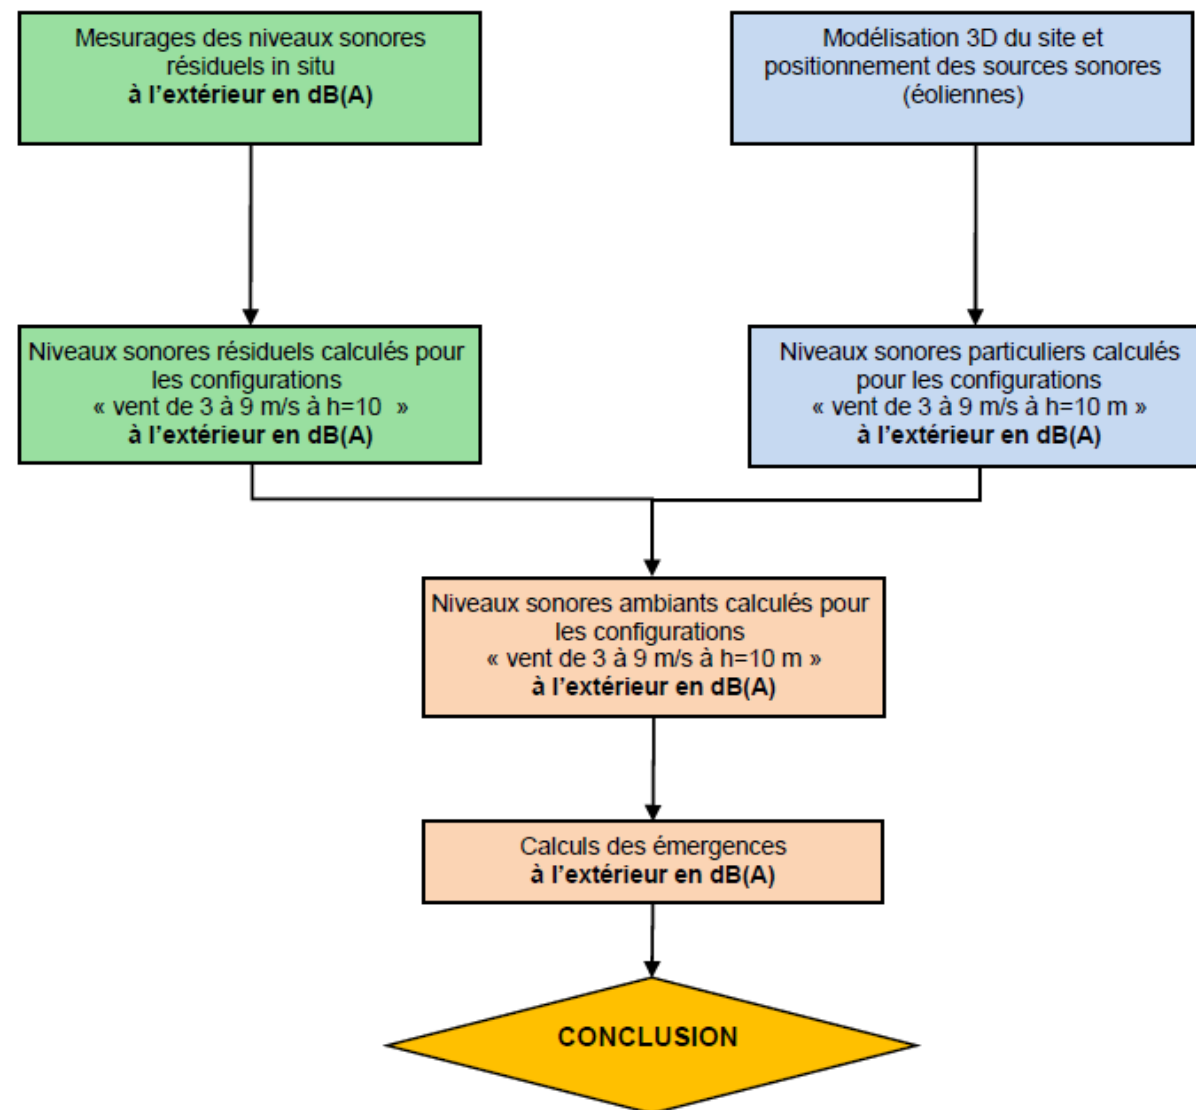 Mesurages des niveaux sonores
résiduels in situ
à l'extérieur en dB(A)
Modélisation 3D du site et
positionnement des sources sonores
(éoliennes)
Niveaux sonores résiduels calculés pour
les configurations
« vent de 3 à 9 m/s à h=10 »
à l'extérieur en dB(A)
Niveaux sonores particuliers calculés
pour les configurations
« vent de 3 à 9 m/s à h=10 m »
à l'extérieur en dB(A)
Niveaux sonores ambiants calculés pour
les configurations
« vent de 3 à 9 m/s à h=10 m »
à l'extérieur en dB(A)
Calculs des émergences
à l'extérieur en dB(A)
CONCLUSION